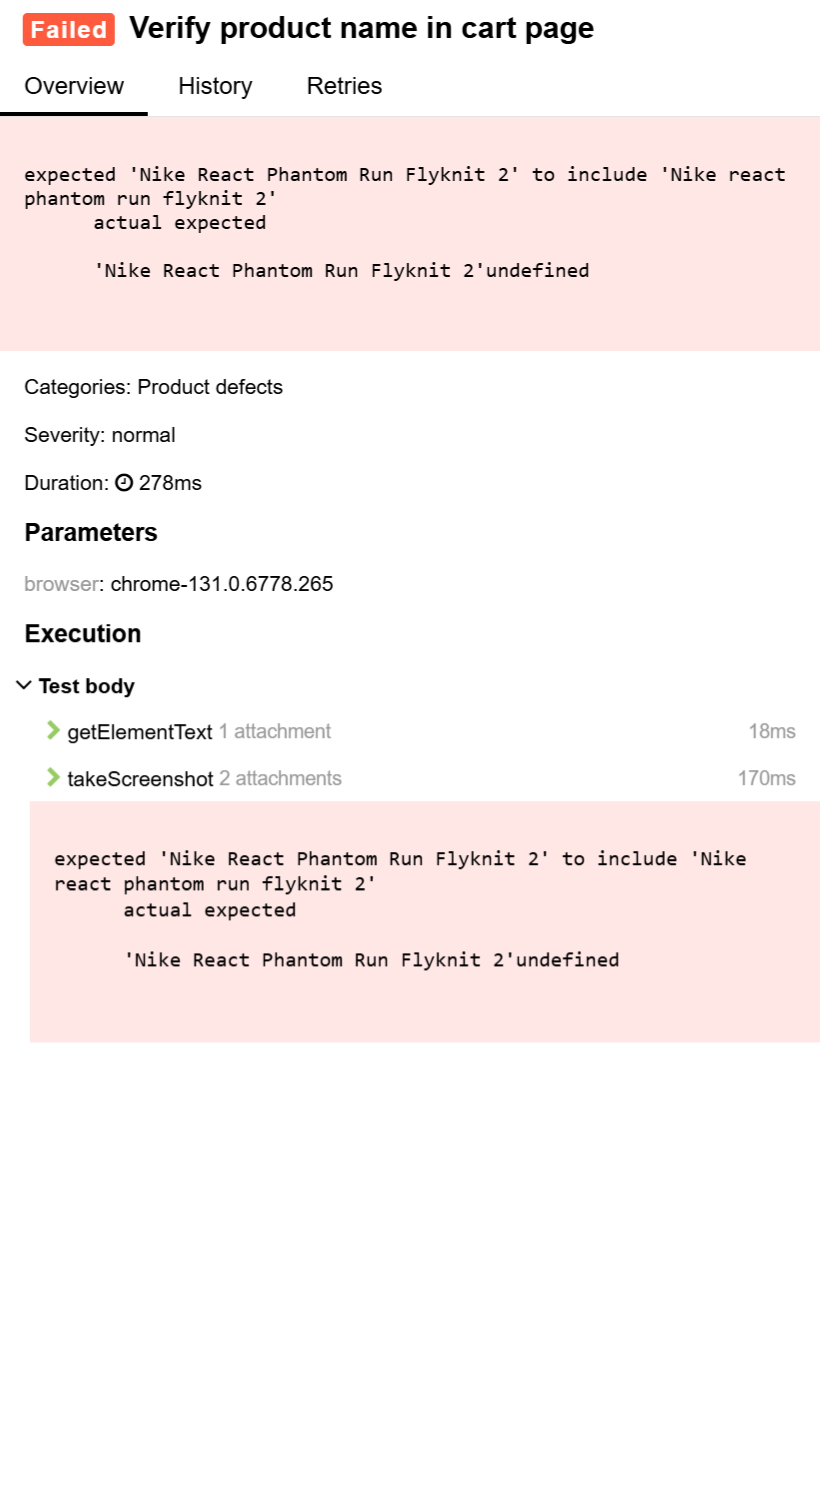 Failed Verify product name in cart page
Overview History Retries
expected 'Nike React Phantom Run Flyknit 2' to include 'Nike react
phantom run flyknit 2'
actual expected
'Nike React Phantom Run Flyknit 2'undefined
Categories: Product defects
Severity: normal
Duration: 278ms
Parameters
browser: chrome-131.0.6778.265
Execution
Test body
getElementText 1 attachment 18ms
takeScreenshot 2 attachments 170ms
expected 'Nike React Phantom Run Flyknit 2' to include 'Nike
react phantom run flyknit 2'
actual expected
'Nike React Phantom Run Flyknit 2'undefined